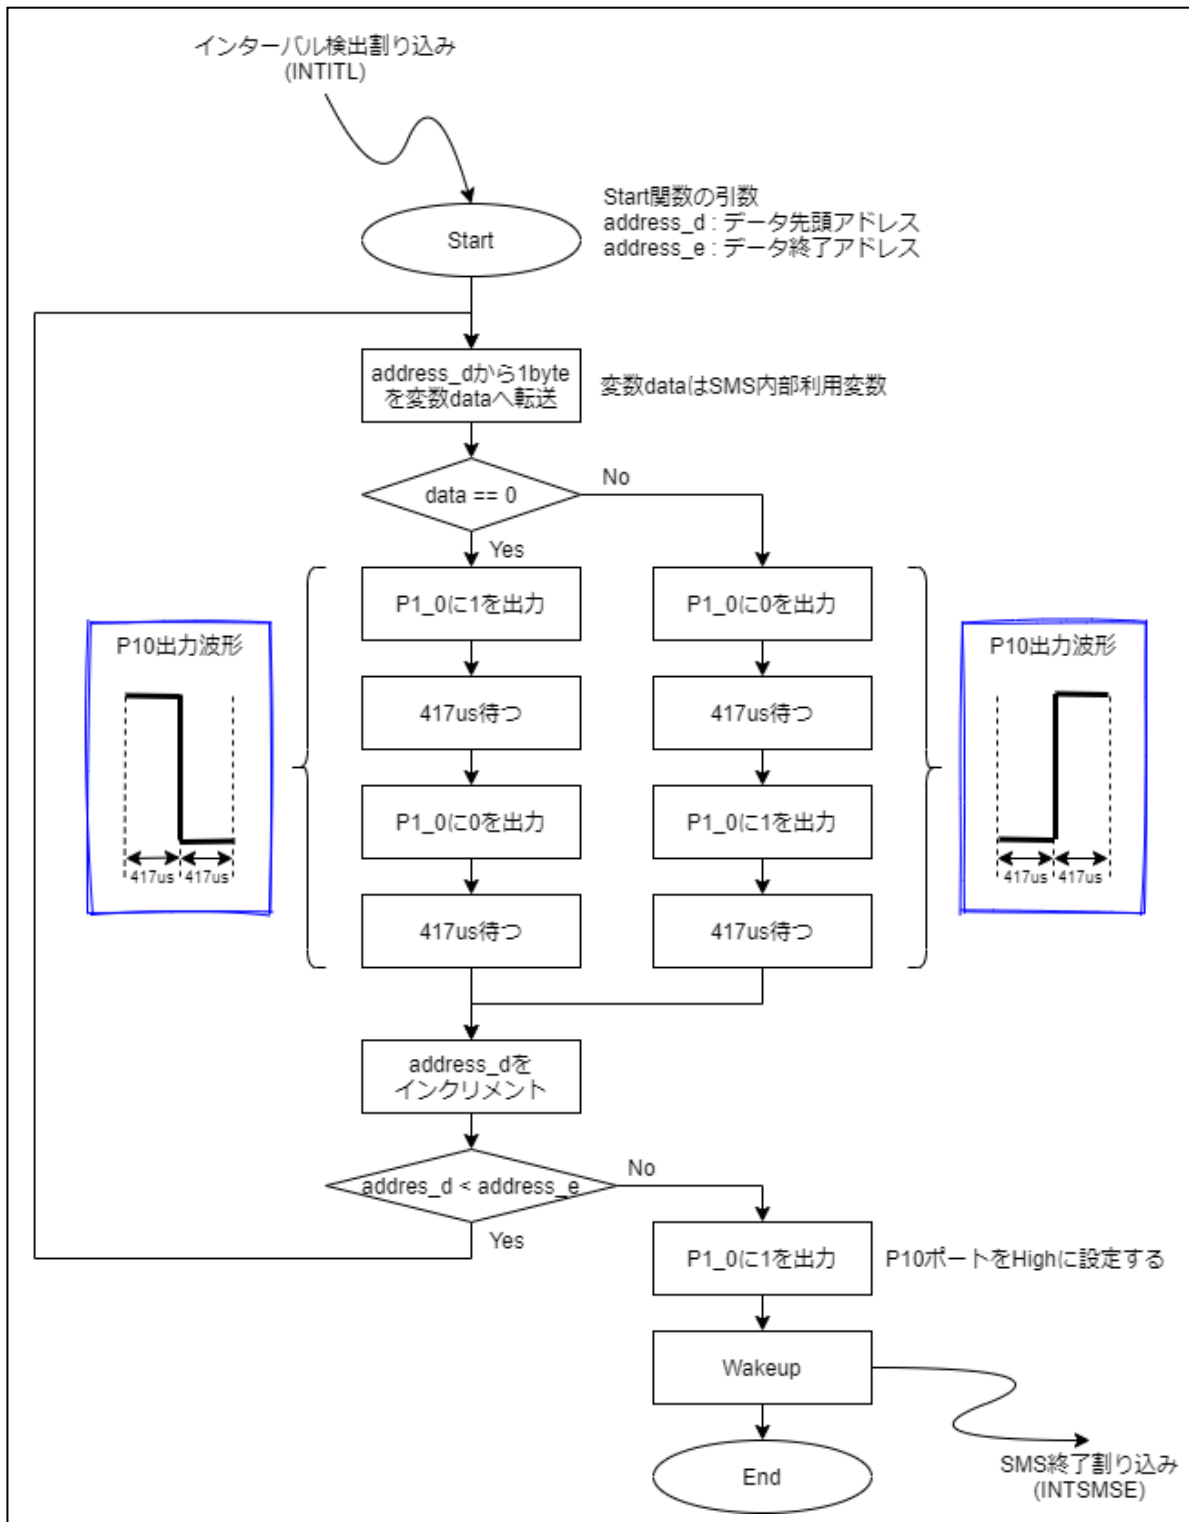 インターバル検出割り込み
(INTITL)
Start関数の引数
address_d : データ先頭アドレス
address_e : データ終了アドレス
Start
address_dから1byte
を変数dataへ転送
変数dataはSMS内部利用変数
data == 0
No
Yes
P1_0に1を出力
P1_0に0を出力
P10出力波形
P10出力波形
417us待つ
417us待つ
P1_0に0を出力
P1_0に1を出力
417us 417us
417us 417us
417us待つ
417us待つ
address_dを
インクリメント
addres_d < address_e
No
Yes
P1_0に1を出力
P10ポートをHighに設定する
Wakeup
SMS終了割り込み
(INTSMSE)
End